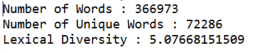 Number of Words : 366973
Number of Unique Words : 72286
Lexical Diversity : 5.07668151509